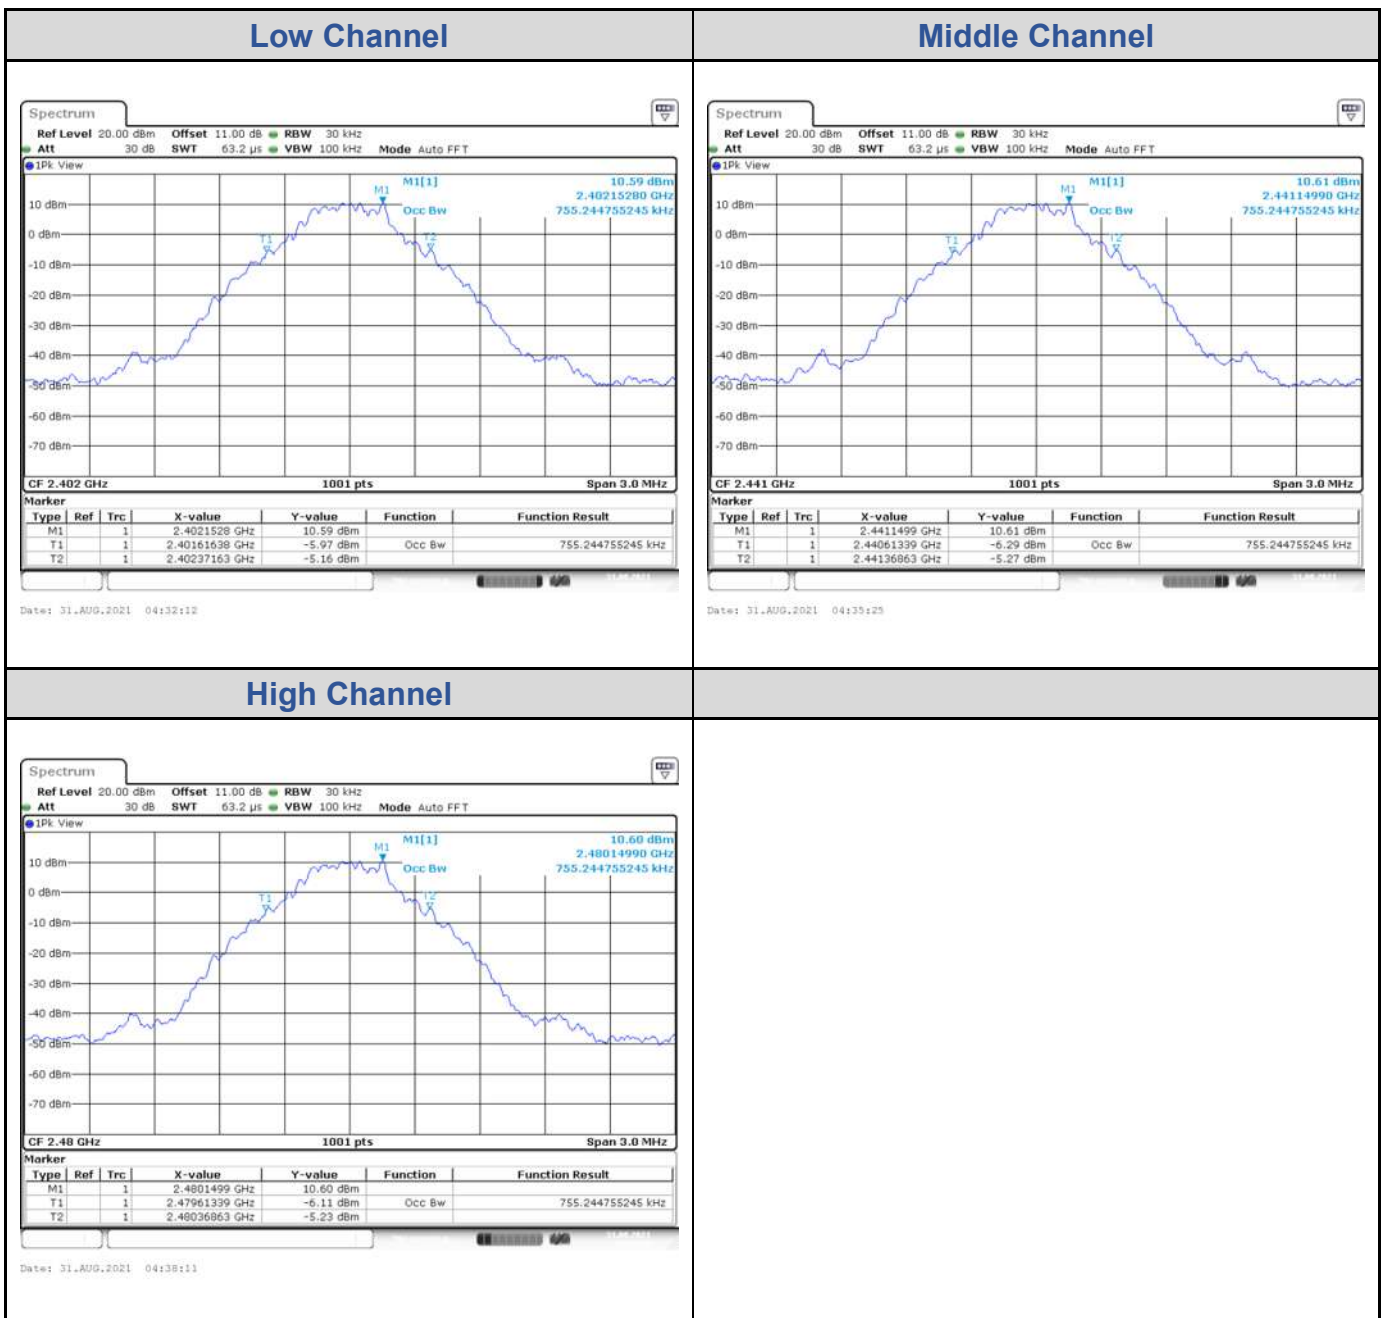 Low Channel
Middle Channel
Spectrum
Ref Level 20.00 dBm Offset 11.00 dB RBW 30 kHz
Att 30 dB SWT 63.2 µs VBW 100 kHz Mode Auto FFT
1Pk View
M1[1] 10.59 dBm
2.40215280 GHz
Occ Bw 755.244755245 kHz
M1
T1
T2
10 dBm
0 dBm
-10 dBm
-20 dBm
-30 dBm
-40 dBm
-50 dBm
-60 dBm
-70 dBm
CF 2.402 GHz 1001 pts Span 3.0 MHz
Marker
Type Ref Trc X-value Y-value Function Function Result
M1 1 2.4021528 GHz 10.59 dBm
T1 1 2.40161638 GHz -5.97 dBm Occ Bw 755.244755245 kHz
T2 1 2.40237163 GHz -5.16 dBm
Date: 31.AUG.2021 04:32:12
Spectrum
Ref Level 20.00 dBm Offset 11.00 dB RBW 30 kHz
Att 30 dB SWT 63.2 µs VBW 100 kHz Mode Auto FFT
1Pk View
M1[1] 10.61 dBm
2.44114990 GHz
Occ Bw 755.244755245 kHz
M1
T1
T2
10 dBm
0 dBm
-10 dBm
-20 dBm
-30 dBm
-40 dBm
-50 dBm
-60 dBm
-70 dBm
CF 2.441 GHz 1001 pts Span 3.0 MHz
Marker
Type Ref Trc X-value Y-value Function Function Result
M1 1 2.4411499 GHz 10.61 dBm
T1 1 2.44061339 GHz -6.29 dBm Occ Bw 755.244755245 kHz
T2 1 2.44136863 GHz -5.27 dBm
Date: 31.AUG.2021 04:35:25
High Channel
Spectrum
Ref Level 20.00 dBm Offset 11.00 dB RBW 30 kHz
Att 30 dB SWT 63.2 µs VBW 100 kHz Mode Auto FFT
1Pk View
M1[1] 10.60 dBm
2.48014990 GHz
Occ Bw 755.244755245 kHz
M1
T1
T2
10 dBm
0 dBm
-10 dBm
-20 dBm
-30 dBm
-40 dBm
-50 dBm
-60 dBm
-70 dBm
CF 2.48 GHz 1001 pts Span 3.0 MHz
Marker
Type Ref Trc X-value Y-value Function Function Result
M1 1 2.4801499 GHz 10.60 dBm
T1 1 2.47961339 GHz -6.11 dBm Occ Bw 755.244755245 kHz
T2 1 2.48036863 GHz -5.23 dBm
Date: 31.AUG.2021 04:38:11